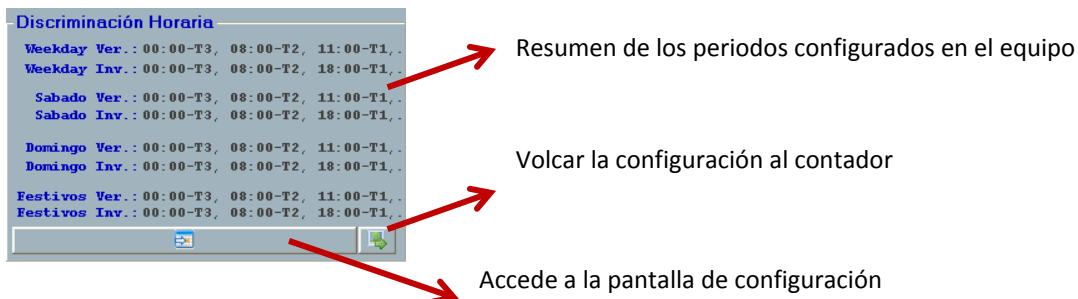 Discriminación Horaria
Weekday Ver.: 00:00-T3, 08:00-T2, 11:00-T1,.
Weekday Inv.: 00:00-T3, 08:00-T2, 18:00-T1,.
Sabado Ver.: 00:00-T3, 08:00-T2, 11:00-T1,.
Sabado Inv.: 00:00-T3, 08:00-T2, 18:00-T1,.
Domingo Ver.: 00:00-T3, 08:00-T2, 11:00-T1,.
Domingo Inv.: 00:00-T3, 08:00-T2, 18:00-T1,.
Festivos Ver.: 00:00-T3, 08:00-T2, 11:00-T1,.
Festivos Inv.: 00:00-T3, 08:00-T2, 18:00-T1,.
Resumen de los periodos configurados en el equipo
Volcar la configuración al contador
Accede a la pantalla de configuración